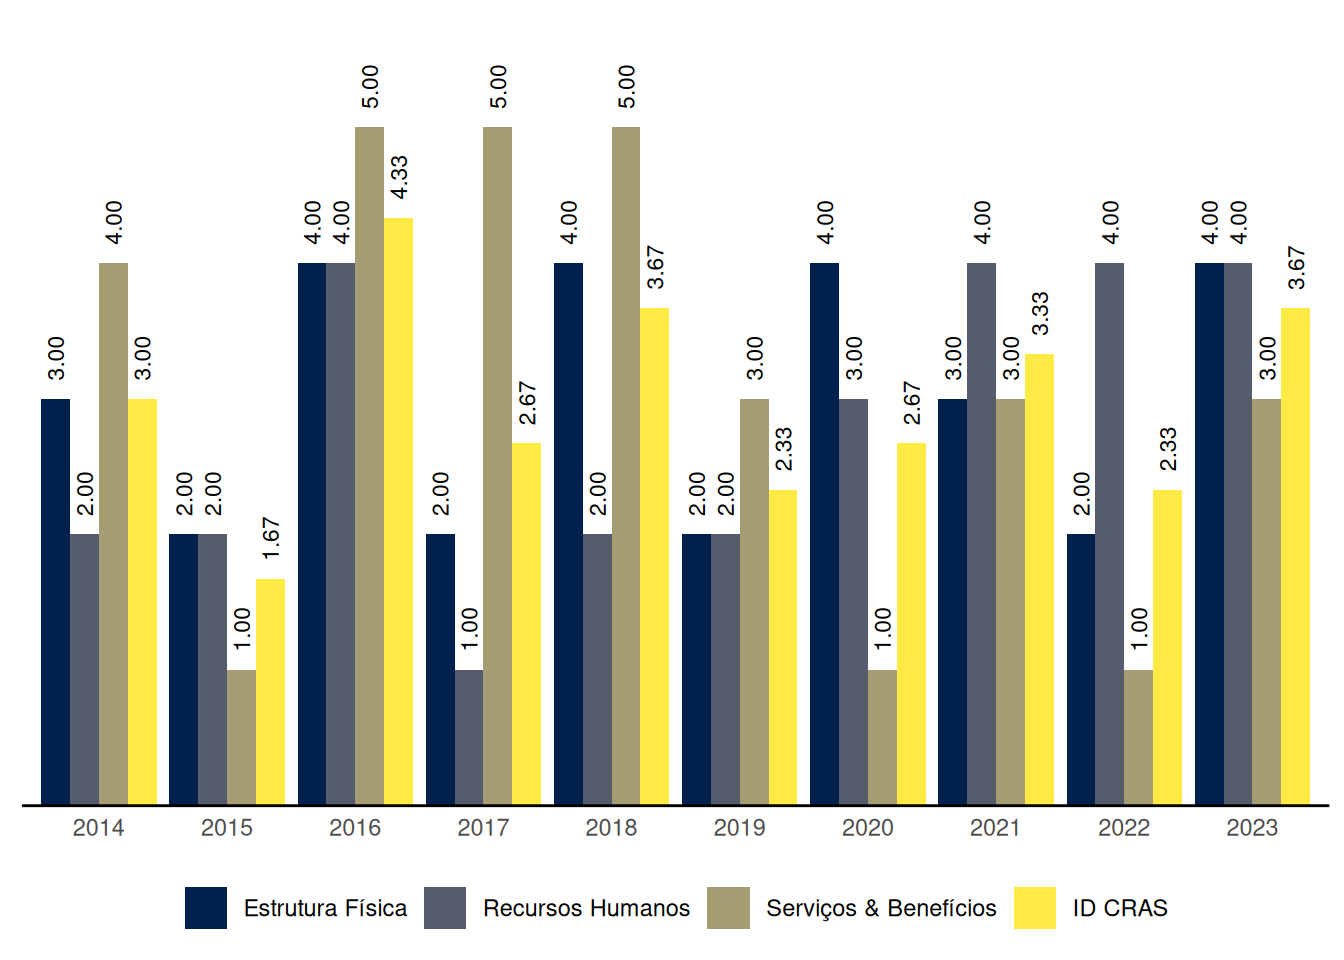 3.00 2.00 4.00 3.00
2.00 2.00 1.00 1.67
4.00 4.00 5.00 4.33
2.00 1.00 5.00 2.67
4.00 2.00 5.00 3.67
2.00 2.00 3.00 2.33
4.00 3.00 1.00 2.67
3.00 4.00 3.00 3.33
2.00 4.00 1.00 2.33
4.00 4.00 3.00 3.67
2014 2015 2016 2017 2018 2019 2020 2021 2022 2023
Estrutura Física Recursos Humanos Serviços & Benefícios ID CRAS